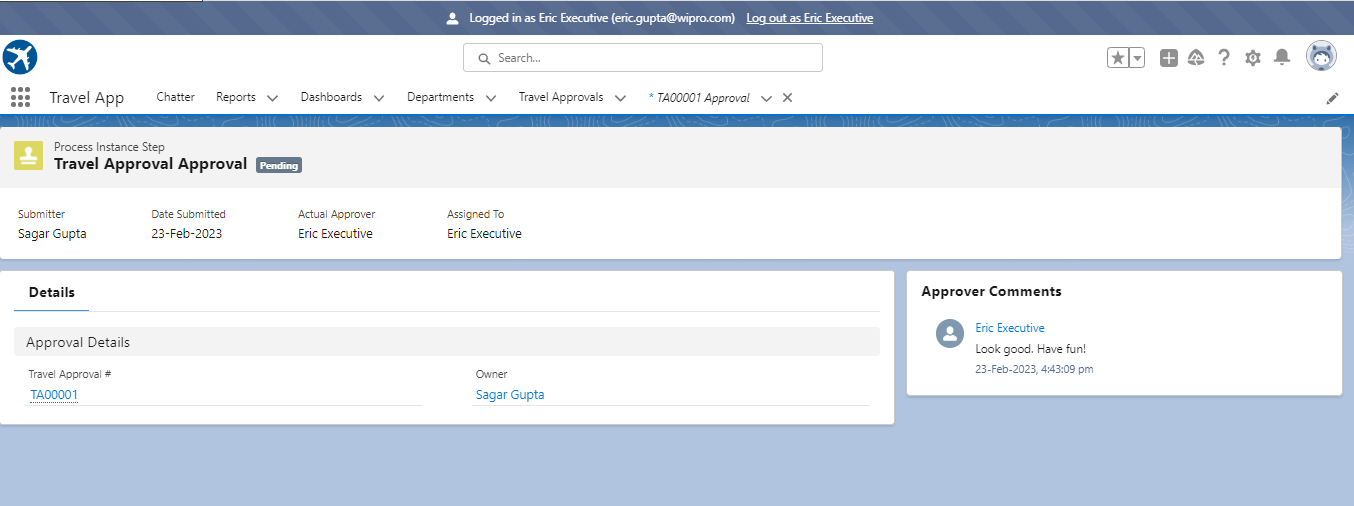 Logged in as Eric Executive (eric.gupta@wipro.com) Log out as Eric Executive
Search...
Travel App Chatter Reports Dashboards Departments Travel Approvals * TA00001 Approval
Process Instance Step
Travel Approval Approval Pending
Submitter Date Submitted Actual Approver Assigned To
Sagar Gupta 23-Feb-2023 Eric Executive Eric Executive
Details
Approval Details
Travel Approval # Owner
TA00001 Sagar Gupta
Approver Comments
Eric Executive
Look good. Have fun!
23-Feb-2023, 4:43:09 pm